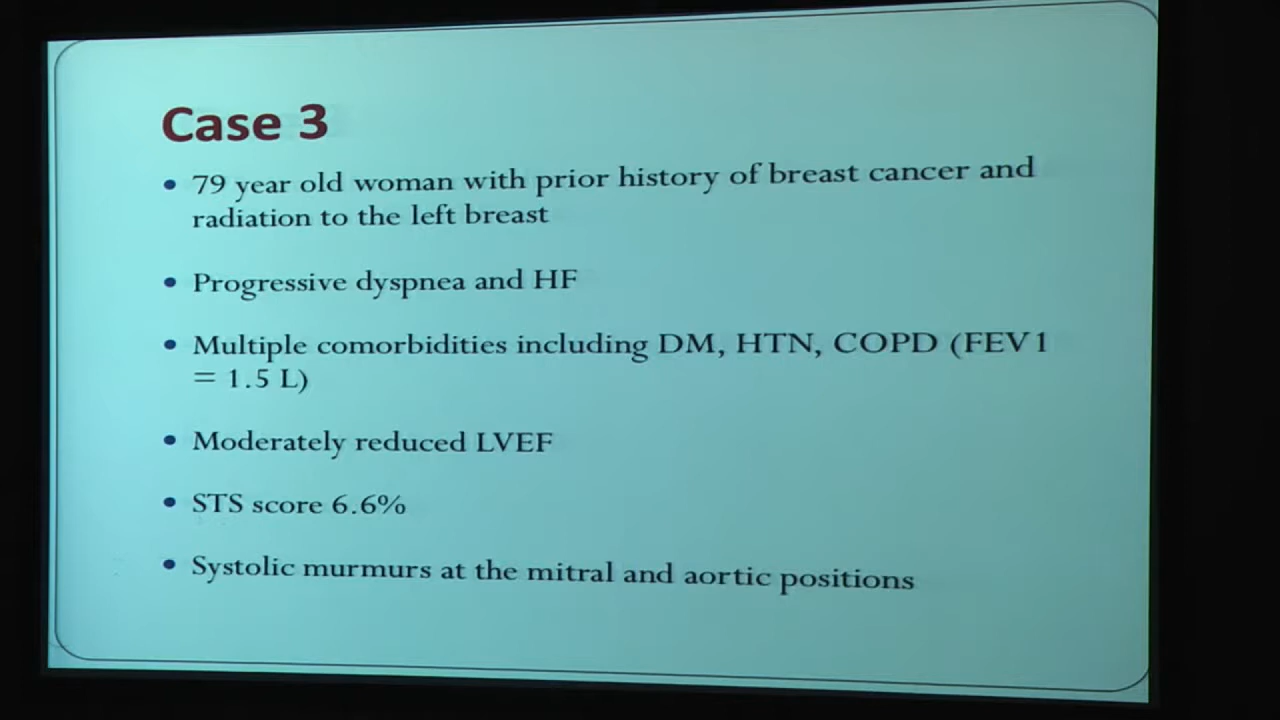 Case 3
• 79 year old woman with prior history of breast cancer and
radiation to the left breast
• Progressive dyspnea and HF
• Multiple comorbidities including DM, HTN, COPD (FEV1
= 1.5 L)
• Moderately reduced LVEF
• STS score 6.6%
• Systolic murmurs at the mitral and aortic positions